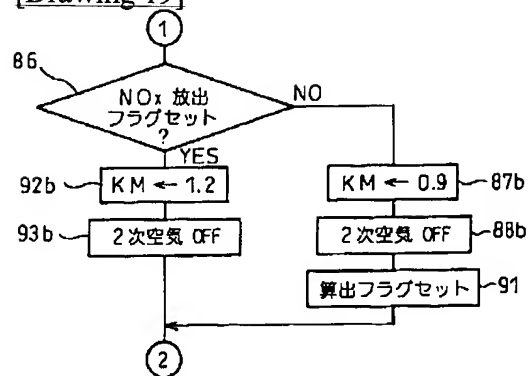 [Drawing 19]
1
86
NOx 放出
フラグセット
?
NO
YES
92b
KM ← 1.2
KM ← 0.9
87b
93b
2次空気 OFF
2次空気 OFF
88b
算出フラグセット
91
2